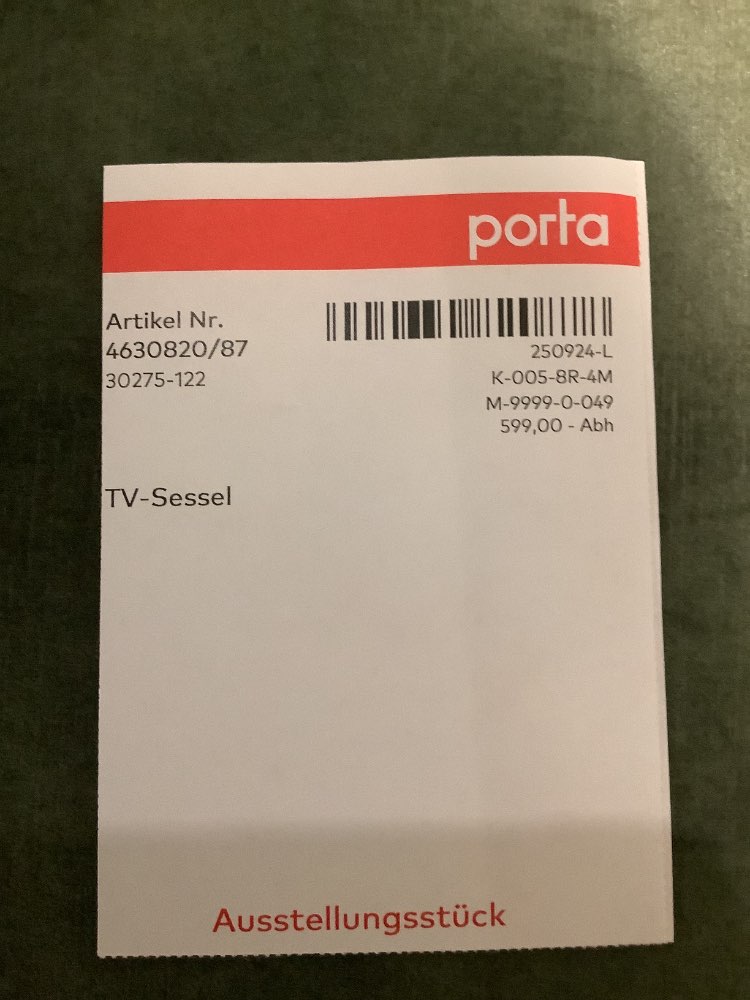 porta
Artikel Nr.
4630820/87
30275-122
250924-L
K-005-8R-4M
M-9999-0-049
599,00 - Abh
TV-Sessel
Ausstellungsstück